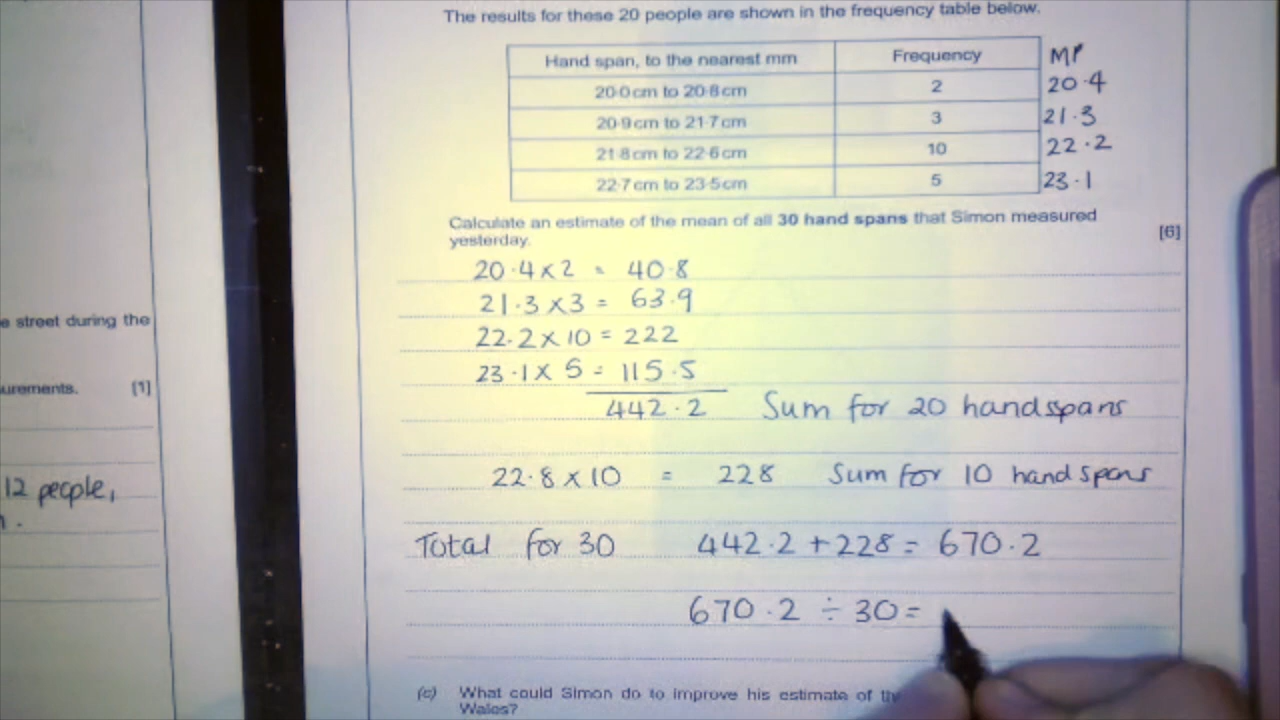 The results for these 20 people are shown in the frequency table below.
Hand span, to the nearest mm Frequency MP
20·0 cm to 20·8 cm 2 20·4
20·9 cm to 21·7 cm 3 21·3
21·8 cm to 22·6 cm 10 22·2
22·7 cm to 23·5 cm 5 23·1
Calculate an estimate of the mean of all 30 hand spans that Simon measured
yesterday. [6]
20·4 × 2 = 40·8
21·3 × 3 = 63·9
22·2 × 10 = 222
23·1 × 5 = 115·5
442·2 Sum for 20 handspans
22·8 × 10 = 228 Sum for 10 handspans
Total for 30 442·2 + 228 = 670·2
670·2 ÷ 30 =
(c) What could Simon do to improve his estimate of
Wales?
street during the
[1]
12 people,